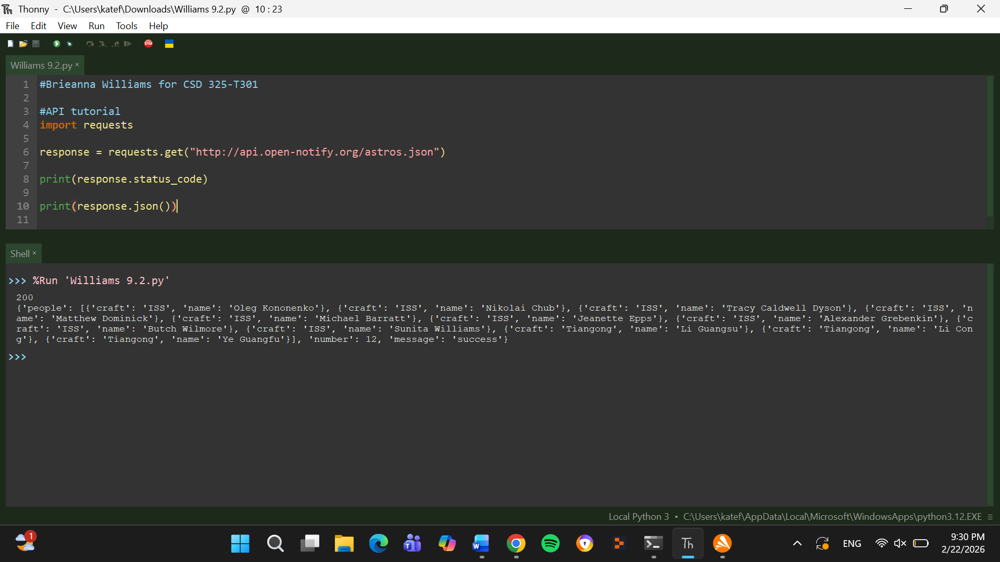 Thonny - C:\Users\katef\Downloads\Williams 9.2.py @ 10 : 23
File Edit View Run Tools Help
STOP
Williams 9.2.py ×
1 #Brieanna Williams for CSD 325-T301
2
3 #API tutorial
4 import requests
5
6 response = requests.get("http://api.open-notify.org/astros.json")
7
8 print(response.status_code)
9
10 print(response.json())
11
Shell ×
>>> %Run 'Williams 9.2.py'
200
{'people': [{'craft': 'ISS', 'name': 'Oleg Kononenko'}, {'craft': 'ISS', 'name': 'Nikolai Chub'}, {'craft': 'ISS', 'name': 'Tracy Caldwell Dyson'}, {'craft': 'ISS', 'n
ame': 'Matthew Dominick'}, {'craft': 'ISS', 'name': 'Michael Barratt'}, {'craft': 'ISS', 'name': 'Jeanette Epps'}, {'craft': 'ISS', 'name': 'Alexander Grebenkin'}, {'c
raft': 'ISS', 'name': 'Butch Wilmore'}, {'craft': 'ISS', 'name': 'Sunita Williams'}, {'craft': 'Tiangong', 'name': 'Li Guangsu'}, {'craft': 'Tiangong', 'name': 'Li Con
g'}, {'craft': 'Tiangong', 'name': 'Ye Guangfu'}], 'number': 12, 'message': 'success'}
>>>
Local Python 3 • C:\Users\katef\AppData\Local\Microsoft\WindowsApps\python3.12.EXE ≡
1
ENG
9:30 PM
2/22/2026